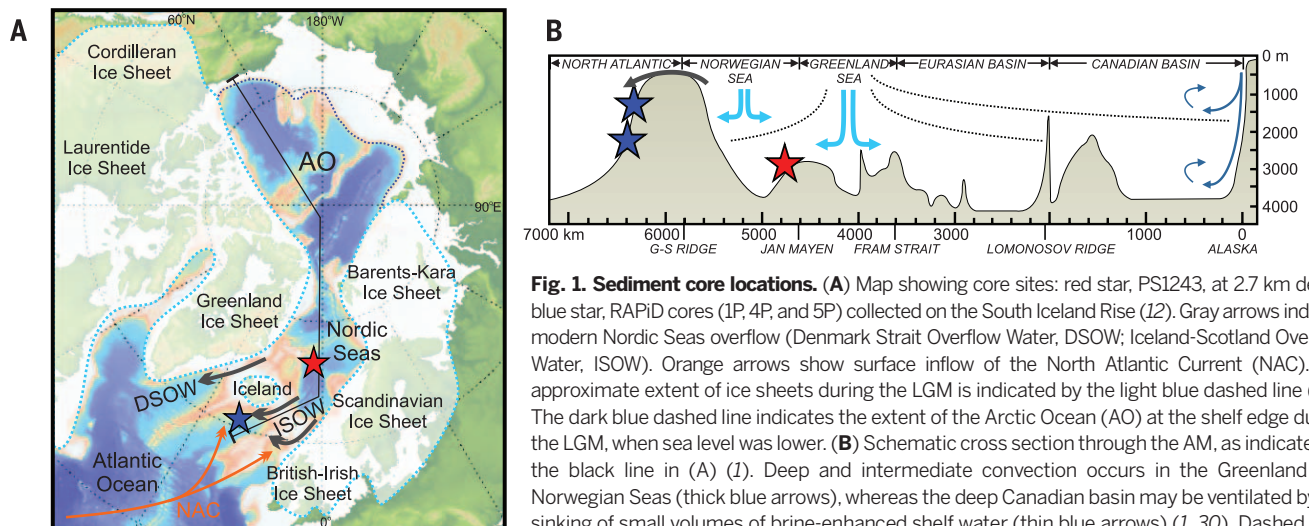 A
60°N
180°W
Cordilleran
Ice Sheet
Laurentide
Ice Sheet
AO
90°E
Barents-Kara
Ice Sheet
Greenland
Ice Sheet
Nordic
Seas
DSOW
Iceland
ISOW
Scandinavian
Ice Sheet
Atlantic
Ocean
British-Irish
Ice Sheet
NAC
0°
B
NORTH ATLANTIC NORWEGIAN SEA GREENLAND SEA EURASIAN BASIN CANADIAN BASIN
0 m
1000
2000
3000
4000
7000 km 6000 5000 4000 3000 1000 0
G-S RIDGE JAN MAYEN FRAM STRAIT LOMONOSOV RIDGE ALASKA
Fig. 1. Sediment core locations. (A) Map showing core sites: red star, PS1243, at 2.7 km de
blue star, RAPiD cores (1P, 4P, and 5P) collected on the South Iceland Rise (12). Gray arrows ind
modern Nordic Seas overflow (Denmark Strait Overflow Water, DSOW; Iceland-Scotland Ove
Water, ISOW). Orange arrows show surface inflow of the North Atlantic Current (NAC).
approximate extent of ice sheets during the LGM is indicated by the light blue dashed line (
The dark blue dashed line indicates the extent of the Arctic Ocean (AO) at the shelf edge du
the LGM, when sea level was lower. (B) Schematic cross section through the AM, as indicate
the black line in (A) (1). Deep and intermediate convection occurs in the Greenland
Norwegian Seas (thick blue arrows), whereas the deep Canadian basin may be ventilated by
sinking of small volumes of brine-enhanced shelf water (thin blue arrows) (1, 30). Dashed